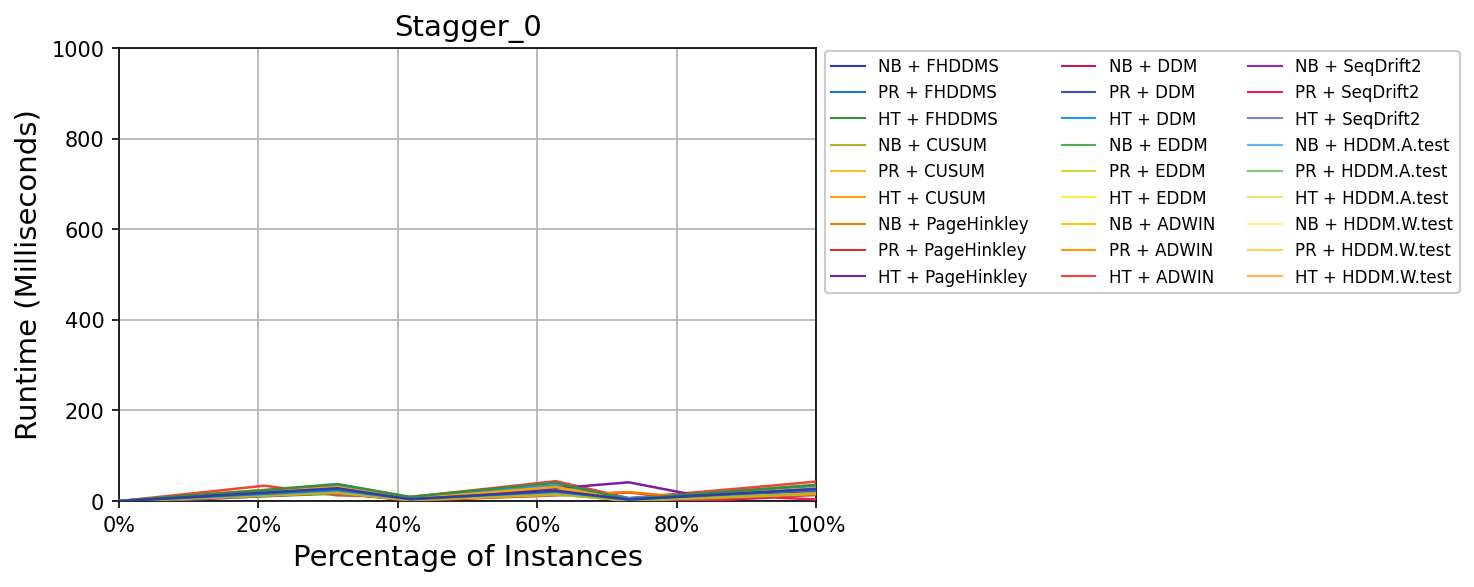 Stagger_0
Runtime (Milliseconds)
1000
800
600
400
200
0
0%
20%
40%
60%
80%
100%
Percentage of Instances
NB + FHDDMS
PR + FHDDMS
HT + FHDDMS
NB + CUSUM
PR + CUSUM
HT + CUSUM
NB + PageHinkley
PR + PageHinkley
HT + PageHinkley
NB + DDM
PR + DDM
HT + DDM
NB + EDDM
PR + EDDM
HT + EDDM
NB + ADWIN
PR + ADWIN
HT + ADWIN
NB + SeqDrift2
PR + SeqDrift2
HT + SeqDrift2
NB + HDDM.A.test
PR + HDDM.A.test
HT + HDDM.A.test
NB + HDDM.W.test
PR + HDDM.W.test
HT + HDDM.W.test